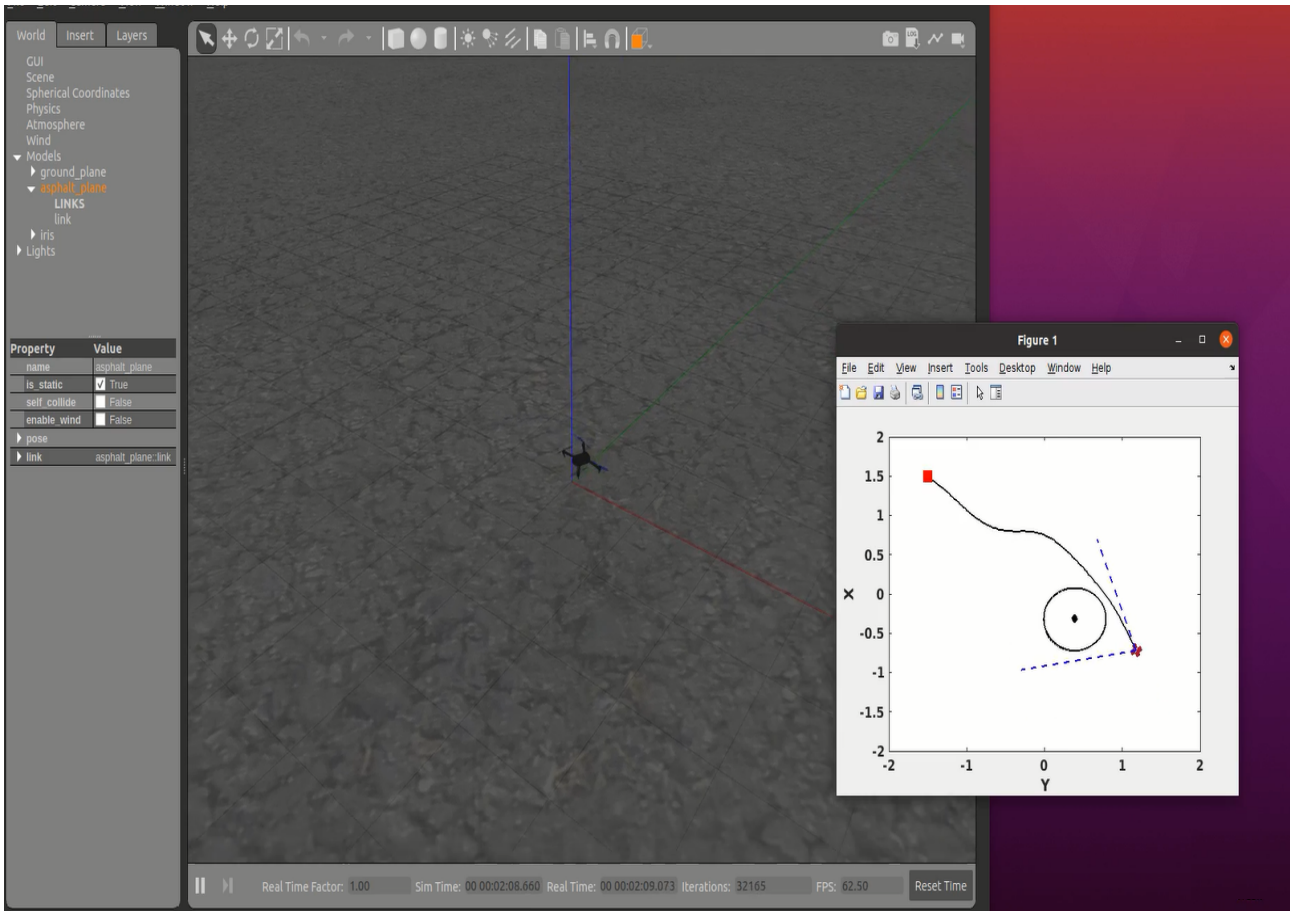 World Insert Layers
GUI
Scene
Spherical Coordinates
Physics
Atmosphere
Wind
Models
ground_plane
asphalt_plane
LINKS
link
iris
Lights
Property Value
name asphalt_plane
is_static True
self_collide False
enable_wind False
pose
link asphalt_plane::link
LOG
Real Time Factor: 1.00 Sim Time: 00 00:02:08.660 Real Time: 00 00:02:09.073 Iterations: 32165 FPS: 62.50 Reset Time
Figure 1
File Edit View Insert Tools Desktop Window Help
2
1.5
1
0.5
0
-0.5
-1
-1.5
-2
X
-2 -1 0 1 2
Y